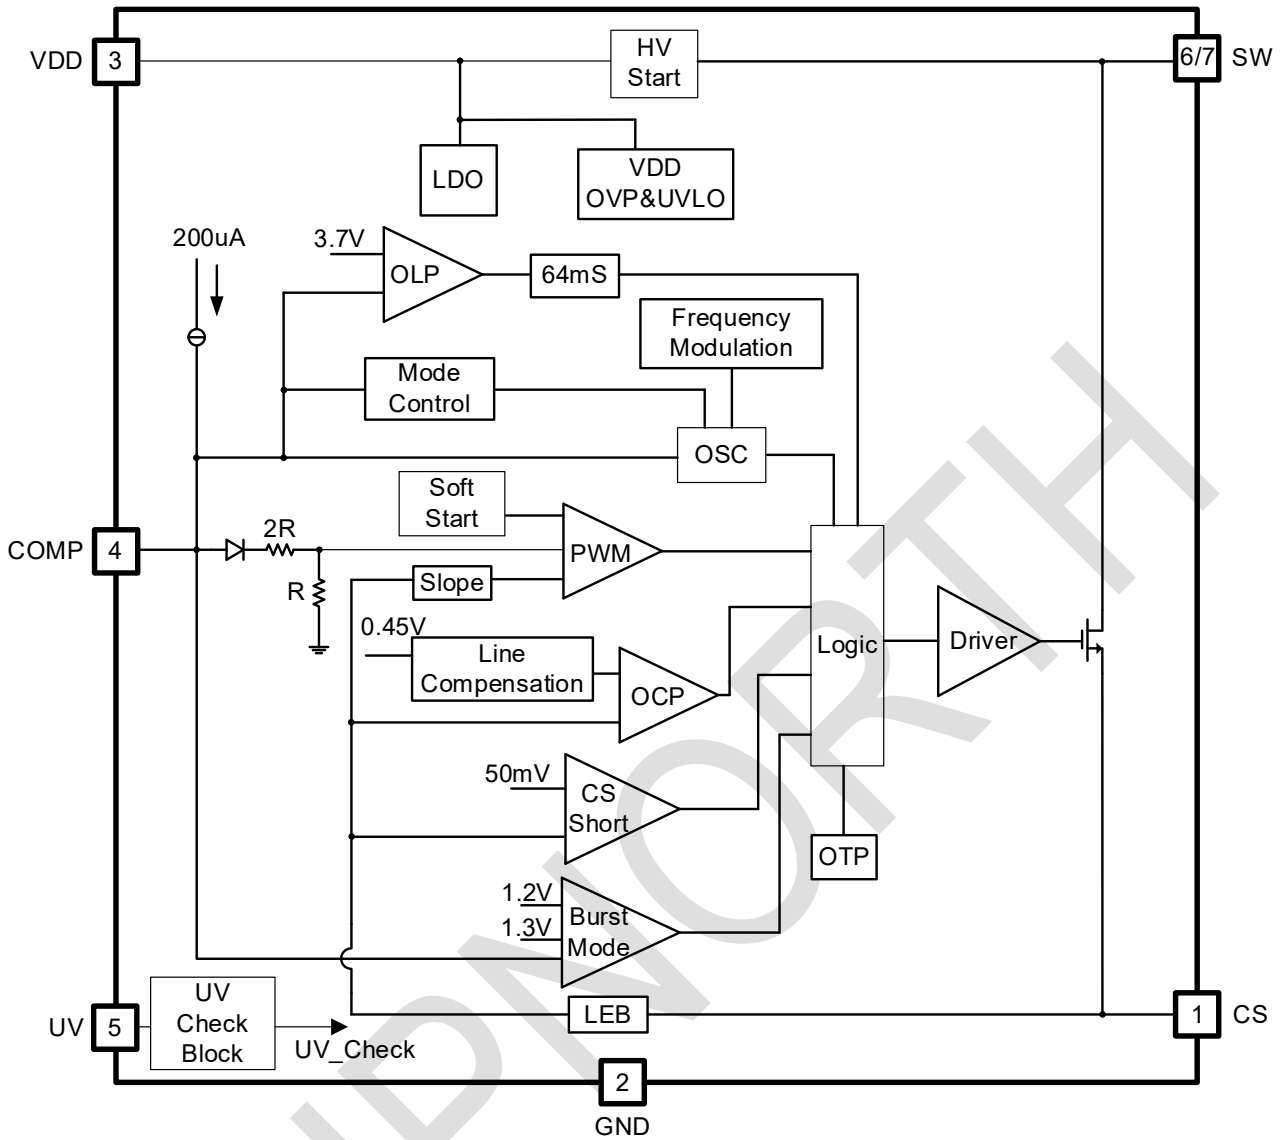 VDD
3
HV
Start
6/7
SW
LDO
VDD
OVP&UVLO
200uA
3.7V
OLP
64mS
Frequency
Modulation
Mode
Control
OSC
Soft
Start
COMP
4
2R
R
PWM
Slope
0.45V
Line
Compensation
OCP
Logic
Driver
50mV
CS
Short
OTP
1.2V
1.3V
Burst
Mode
UV
5
UV
Check
Block
UV_Check
LEB
1
CS
2
GND